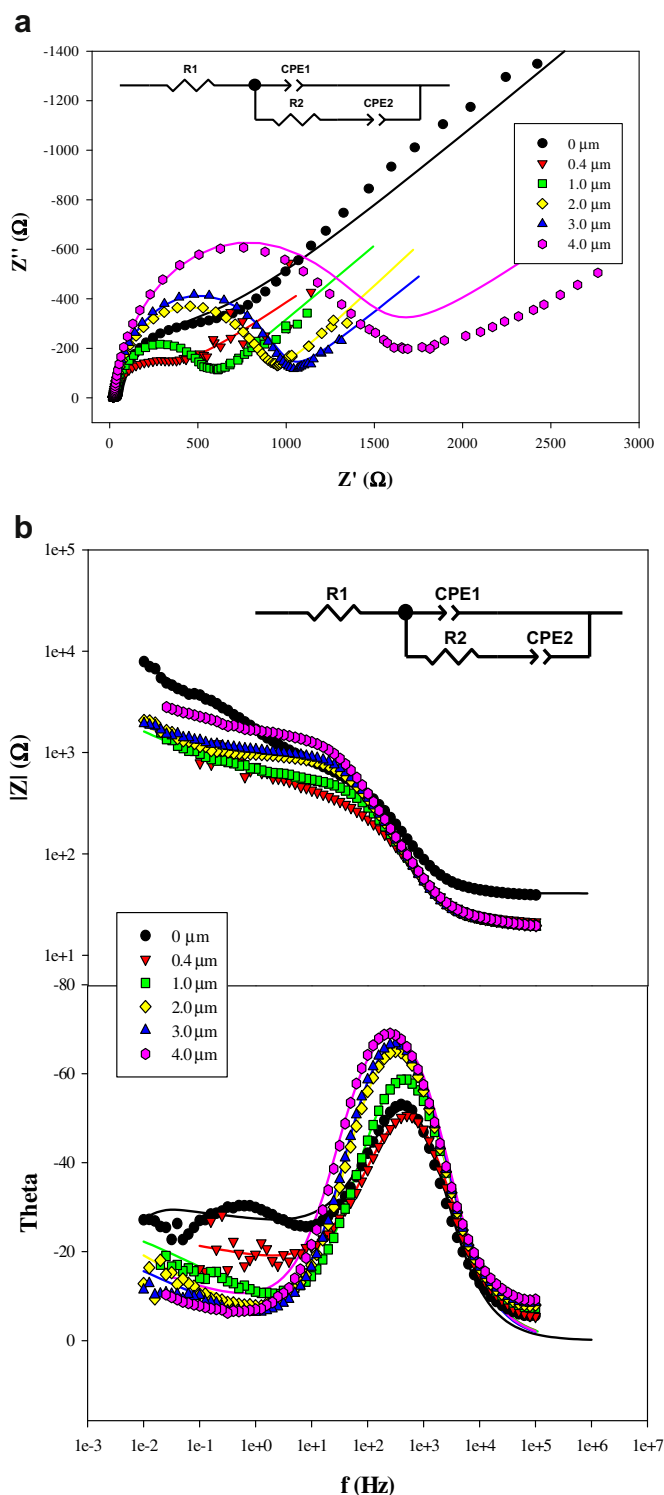 a
-1400
-1200
-1000
-800
-600
-400
-200
0
Z'' (Ω)
R1
CPE1
R2
CPE2
0 μm
0.4 μm
1.0 μm
2.0 μm
3.0 μm
4.0 μm
0 500 1000 1500 2000 2500 3000
Z' (Ω)
b
1e+5
1e+4
1e+3
1e+2
1e+1
|Z| (Ω)
R1
CPE1
R2
CPE2
0 μm
0.4 μm
1.0 μm
2.0 μm
3.0 μm
4.0 μm
-80
-60
-40
-20
0
Theta
1e-3 1e-2 1e-1 1e+0 1e+1 1e+2 1e+3 1e+4 1e+5 1e+6 1e+7
f (Hz)